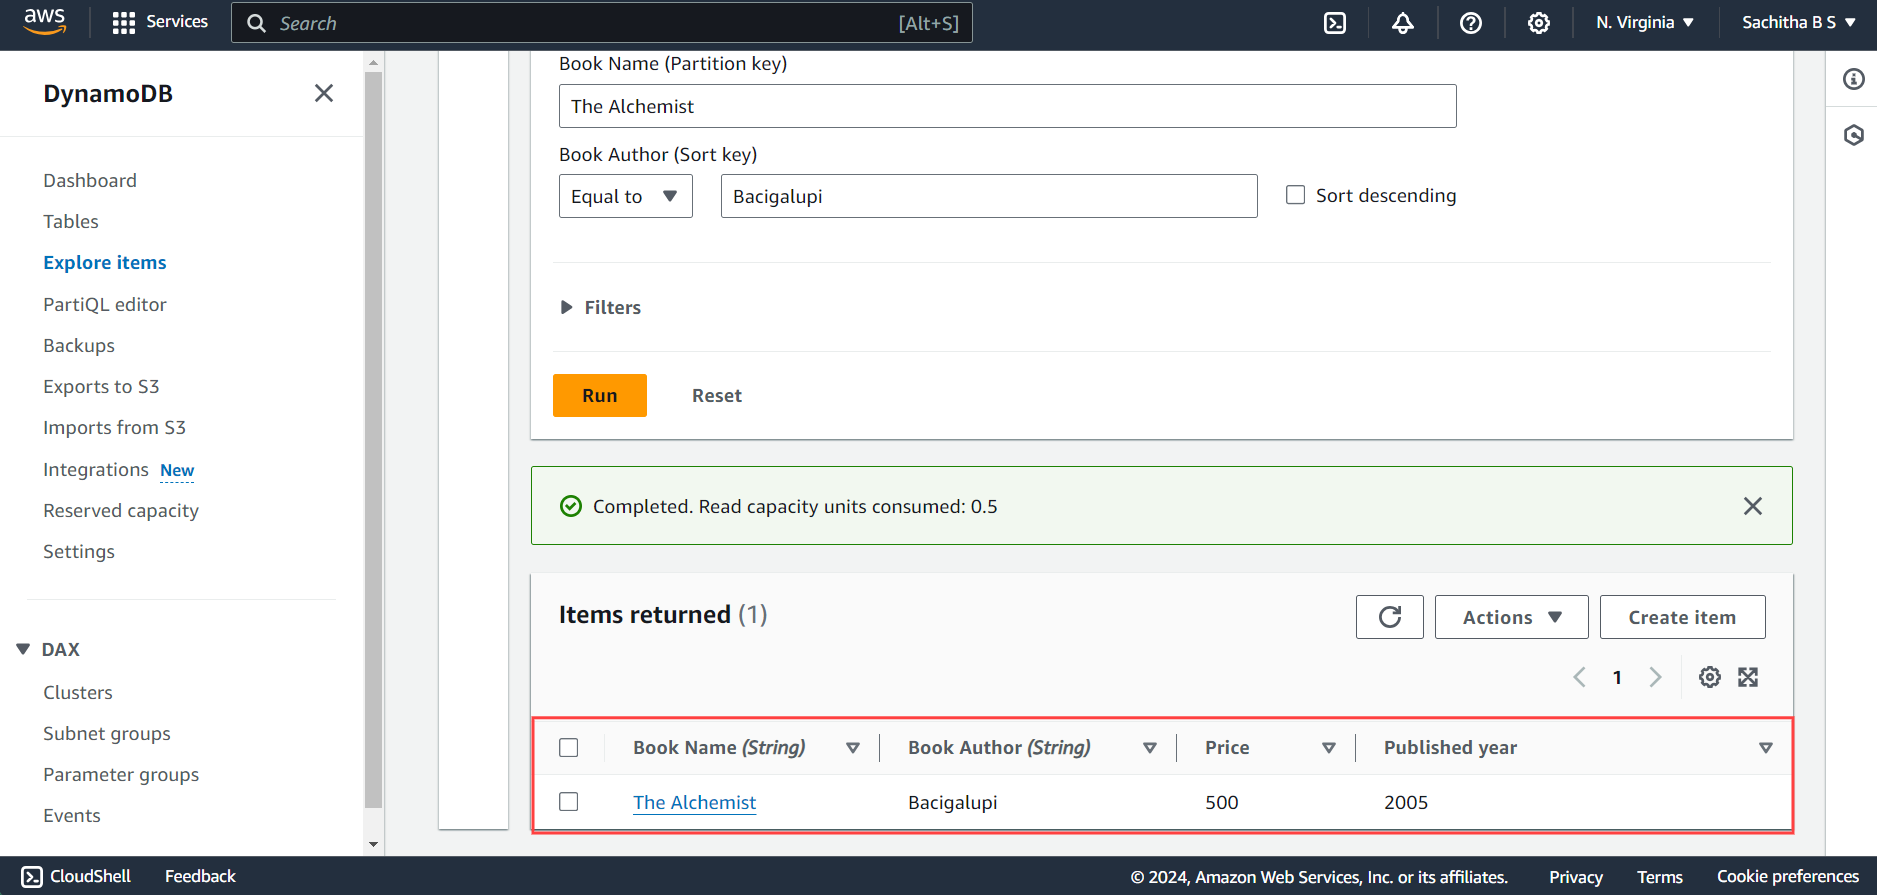 aws
Services
Search
[Alt+S]
N. Virginia
Sachitha B S
DynamoDB
Dashboard
Tables
Explore items
PartiQL editor
Backups
Exports to S3
Imports from S3
Integrations New
Reserved capacity
Settings
DAX
Clusters
Subnet groups
Parameter groups
Events
Book Name (Partition key)
The Alchemist
Book Author (Sort key)
Equal to
Bacigalupi
Sort descending
Filters
Run
Reset
Completed. Read capacity units consumed: 0.5
Items returned (1)
Actions
Create item
1
Book Name (String)
Book Author (String)
Price
Published year
The Alchemist
Bacigalupi
500
2005
CloudShell
Feedback
© 2024, Amazon Web Services, Inc. or its affiliates.
Privacy
Terms
Cookie preferences